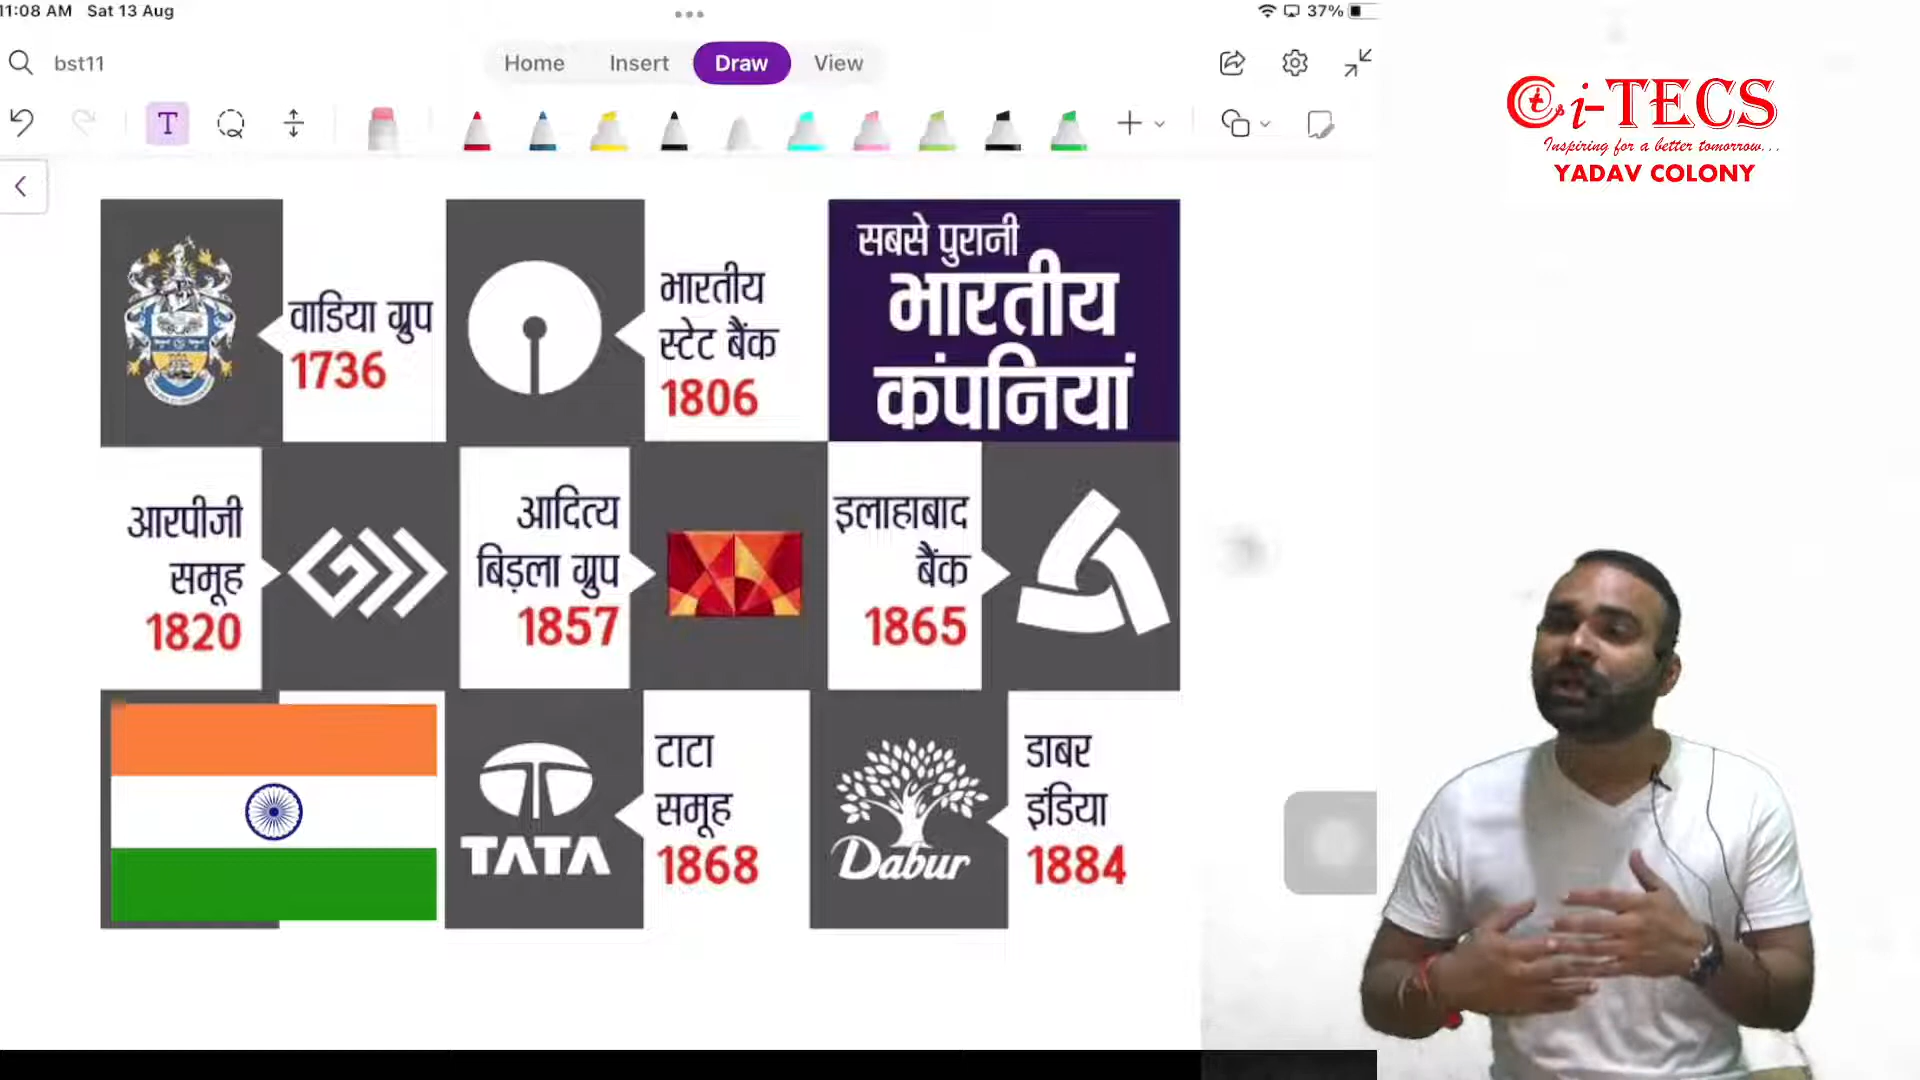 11:08 AM Sat 13 Aug
37%
bst11
Home Insert Draw View
T
i-TECS
Inspiring for a better tomorrow...
YADAV COLONY
सबसे पुरानी
भारतीय
कंपनियां
वाडिया ग्रुप
1736
भारतीय
स्टेट बैंक
1806
आरपीजी
समूह
1820
आदित्य
बिड़ला ग्रुप
1857
इलाहाबाद
बैंक
1865
TATA
टाटा
समूह
1868
Dabur
डाबर
इंडिया
1884